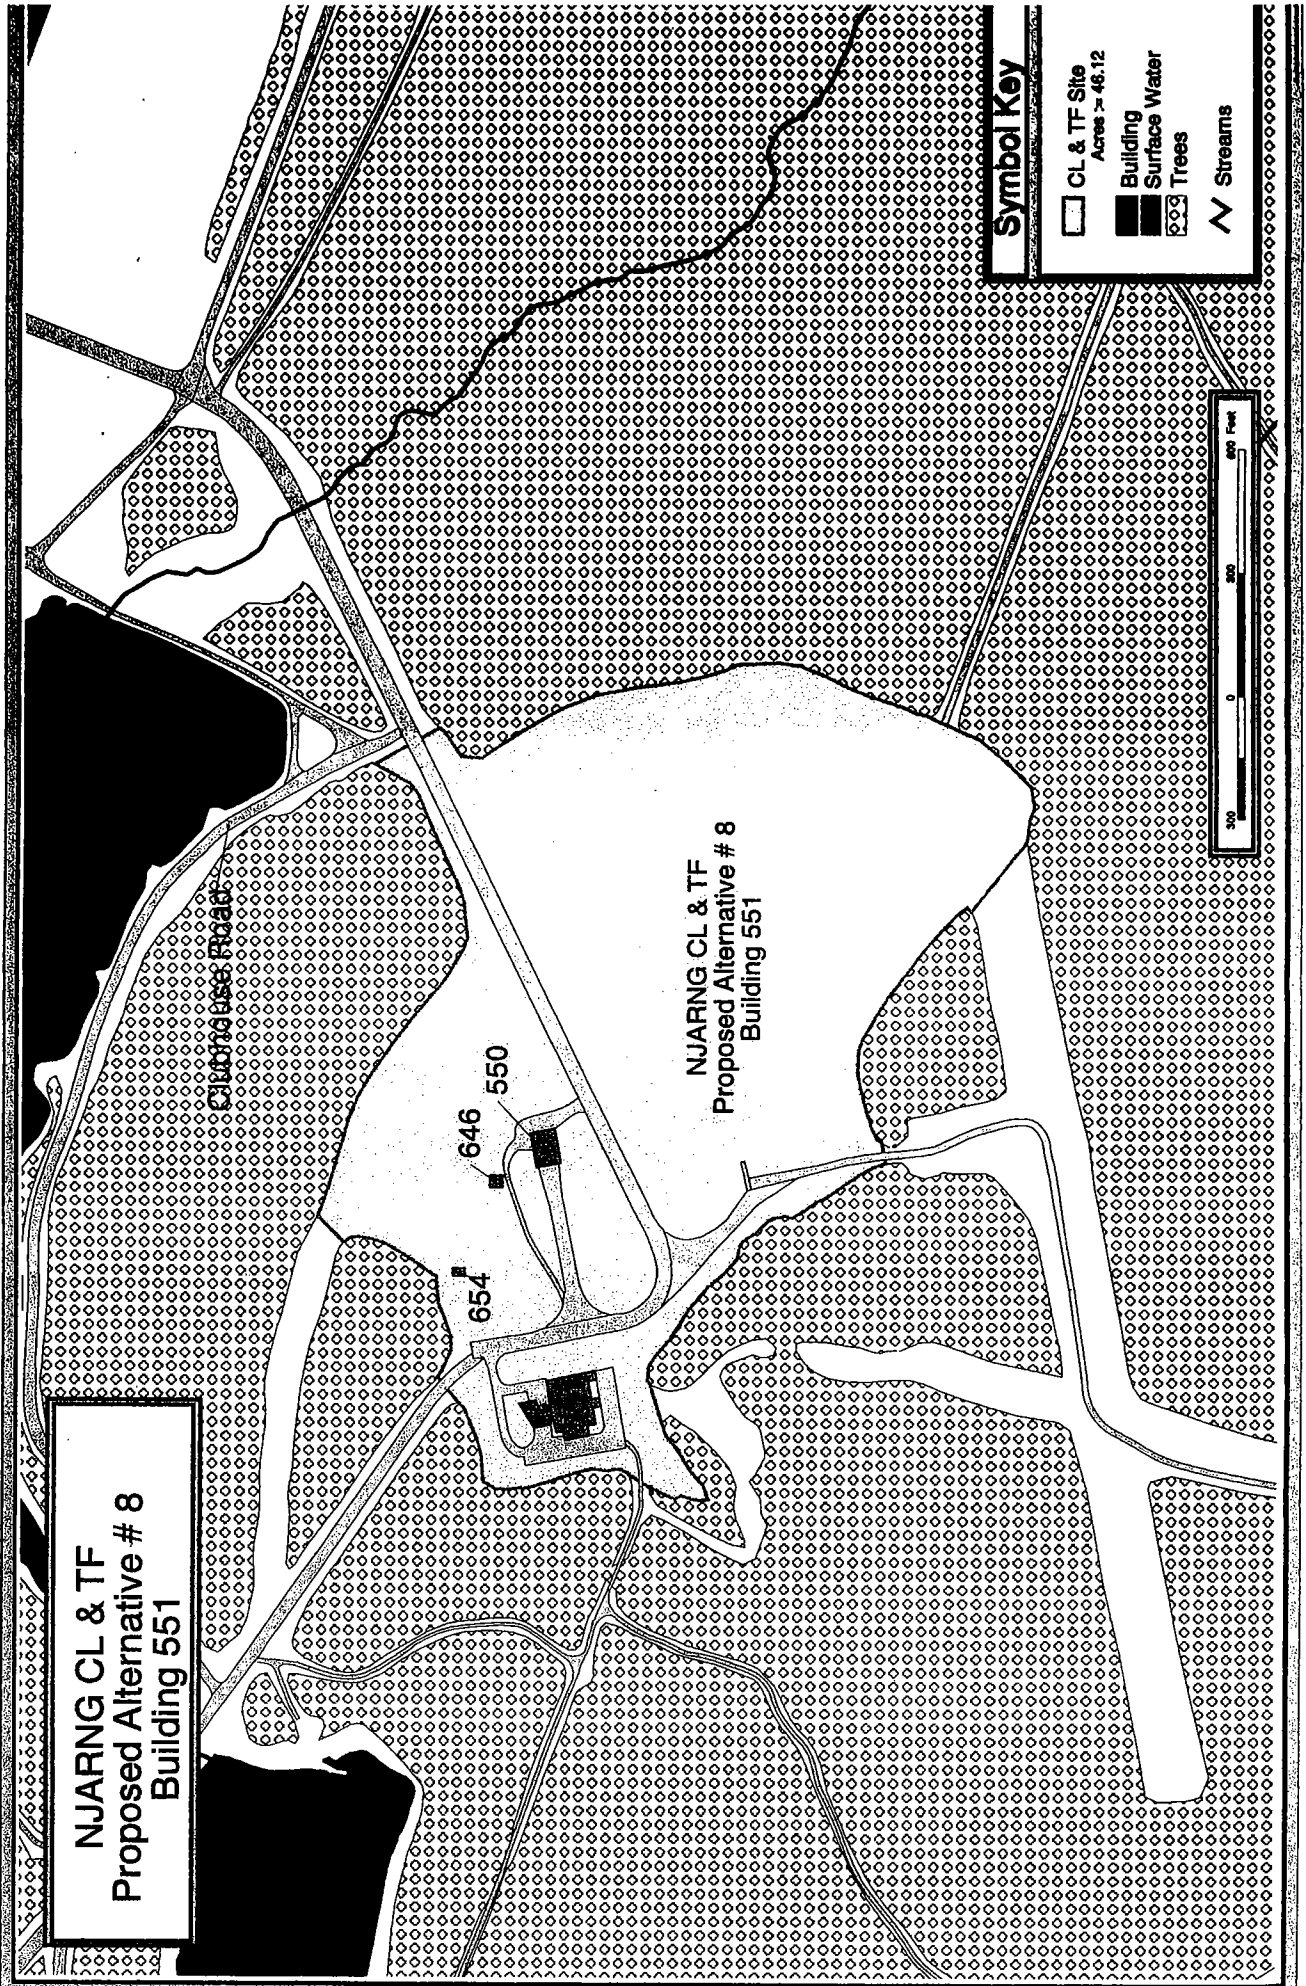 NJARNG CL & TF
Proposed Alternative # 8
Building 551
Clubhouse Road
646
550
654
NJARNG CL & TF
Proposed Alternative # 8
Building 551
Symbol Key
CL & TF Site
Acres >= 46.12
Building
Surface Water
Trees
Streams
300
0
300
600 Feet